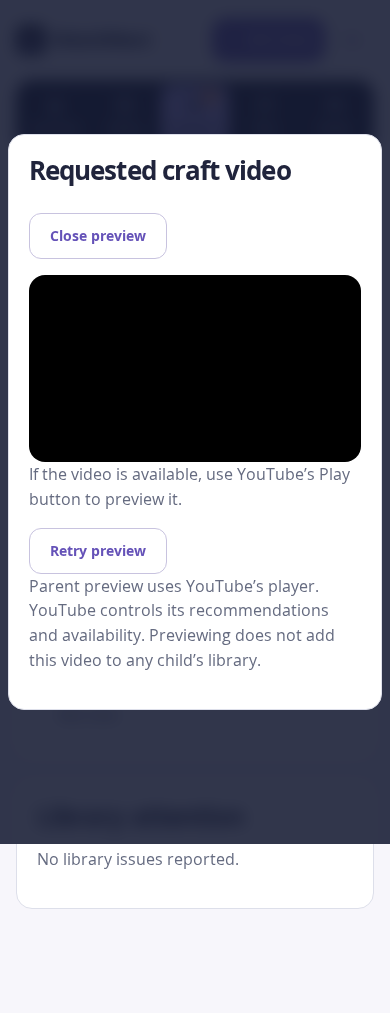 Requested craft video
Close preview
If the video is available, use YouTube’s Play
button to preview it.
Retry preview
Parent preview uses YouTube’s player.
YouTube controls its recommendations
and availability. Previewing does not add
this video to any child’s library.
No library issues reported.